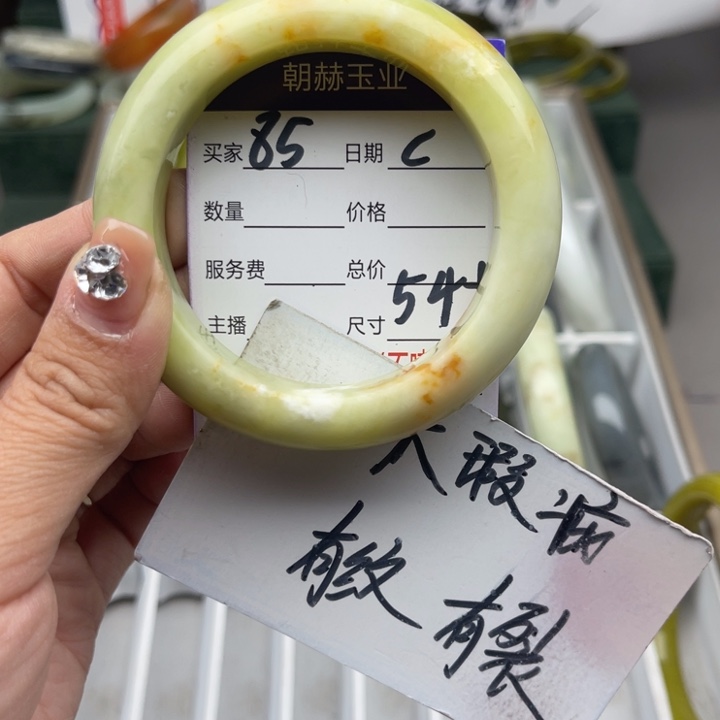 朝赫玉业
买家 85 日期 C
数量 价格
服务费 总价
主播 尺寸 54+
大瑕疵
有纹 有裂